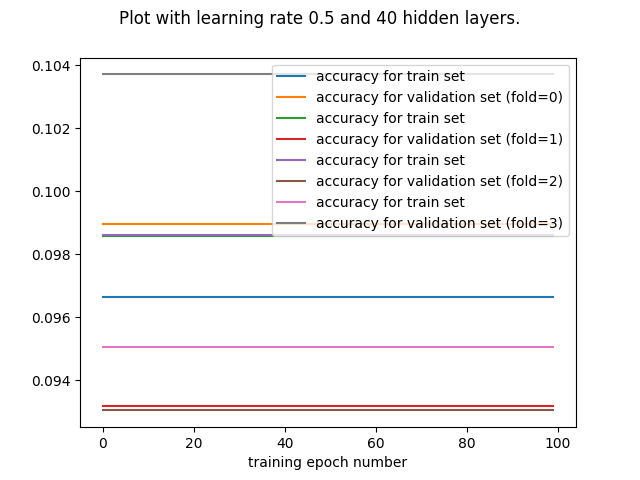 Plot with learning rate 0.5 and 40 hidden layers.
0.104
0.102
0.100
0.098
0.096
0.094
accuracy for train set
accuracy for validation set (fold=0)
accuracy for train set
accuracy for validation set (fold=1)
accuracy for train set
accuracy for validation set (fold=2)
accuracy for train set
accuracy for validation set (fold=3)
0 20 40 60 80 100
training epoch number